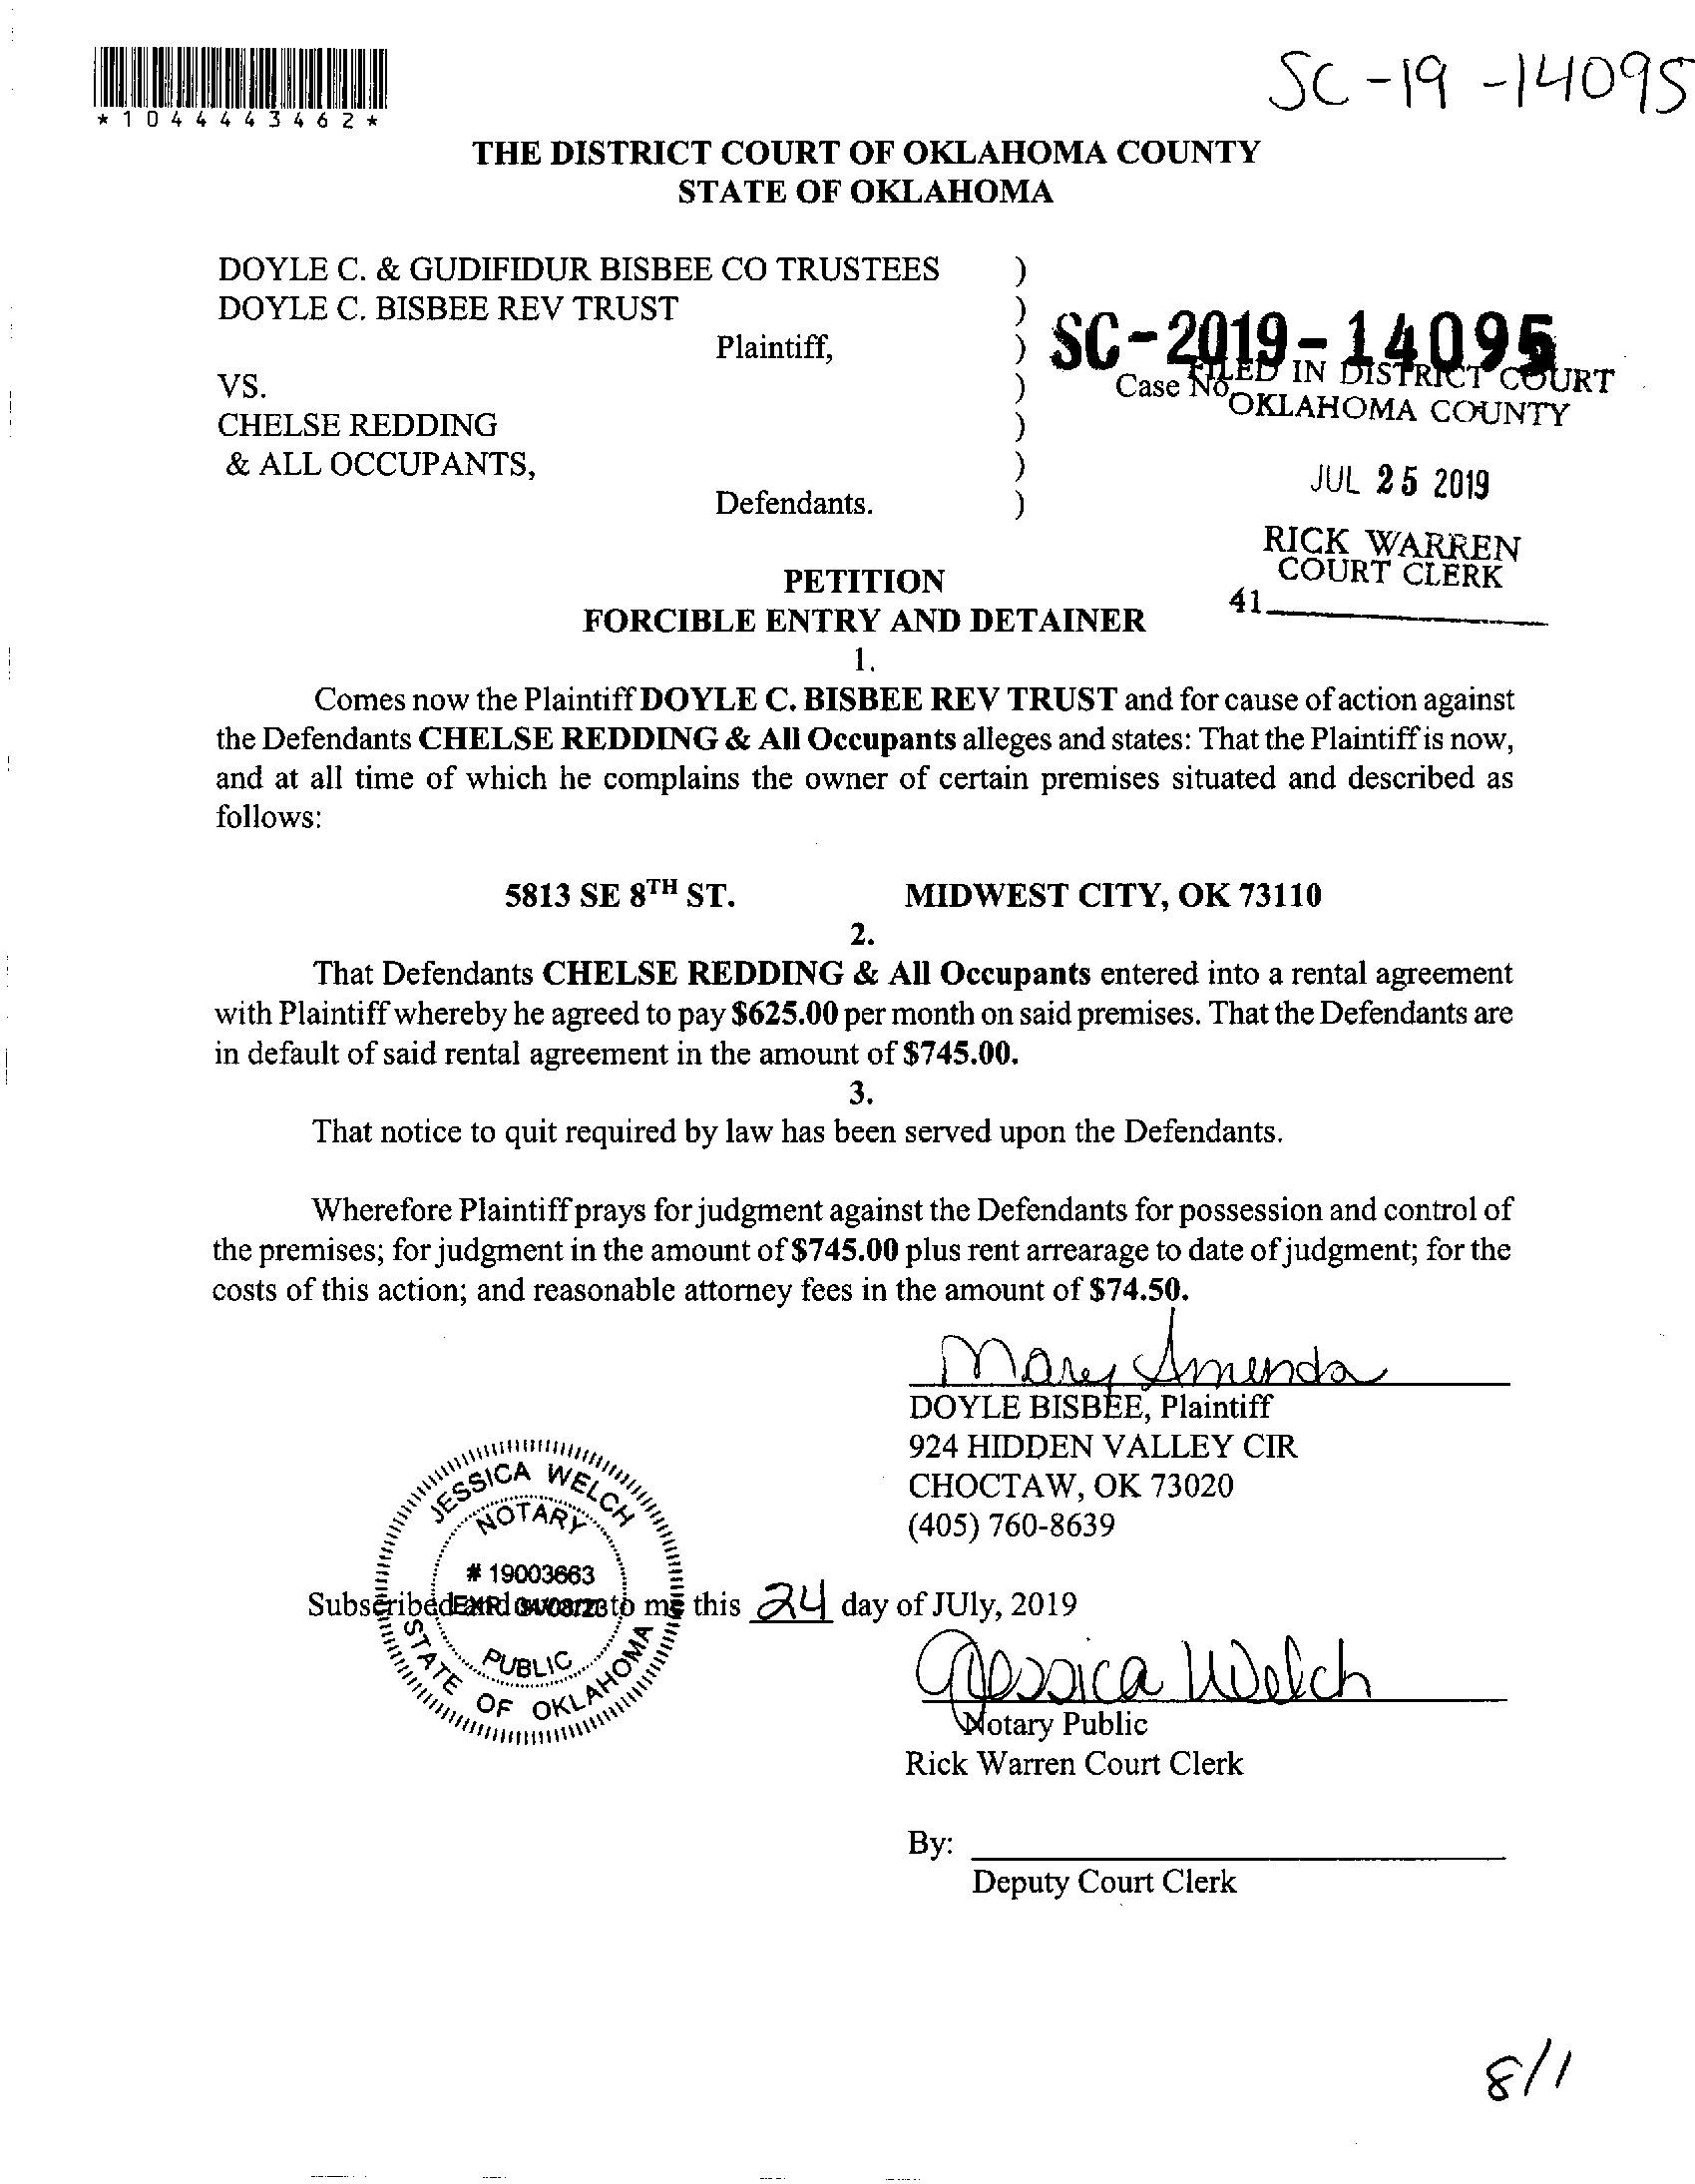 SC-19-14095
*1044443462*
THE DISTRICT COURT OF OKLAHOMA COUNTY
STATE OF OKLAHOMA
DOYLE C. & GUDIFIDUR BISBEE CO TRUSTEES )
DOYLE C. BISBEE REV TRUST )
Plaintiff, )
SC-2019-14095
VS. )
Case No.
FILED IN DISTRICT COURT
OKLAHOMA COUNTY
CHELSE REDDING )
& ALL OCCUPANTS, )
JUL 25 2019
Defendants. )
RICK WARREN
COURT CLERK
41
PETITION
FORCIBLE ENTRY AND DETAINER
1.
Comes now the Plaintiff DOYLE C. BISBEE REV TRUST and for cause of action against
the Defendants CHELSE REDDING & All Occupants alleges and states: That the Plaintiff is now,
and at all time of which he complains the owner of certain premises situated and described as
follows:
5813 SE 8TH ST. MIDWEST CITY, OK 73110
2.
That Defendants CHELSE REDDING & All Occupants entered into a rental agreement
with Plaintiff whereby he agreed to pay $625.00 per month on said premises. That the Defendants are
in default of said rental agreement in the amount of $745.00.
3.
That notice to quit required by law has been served upon the Defendants.
Wherefore Plaintiff prays for judgment against the Defendants for possession and control of
the premises; for judgment in the amount of $745.00 plus rent arrearage to date of judgment; for the
costs of this action; and reasonable attorney fees in the amount of $74.50.
Mary Amenda
DOYLE BISBEE, Plaintiff
924 HIDDEN VALLEY CIR
CHOCTAW, OK 73020
(405) 760-8639
JESSICA WELCH
NOTARY
# 19003663
EXP. 04/08/23
PUBLIC
STATE OF OKLAHOMA
Subscribed and sworn to me this 24 day of JUly, 2019
Jessica Welch
Notary Public
Rick Warren Court Clerk
By:
Deputy Court Clerk
8/1